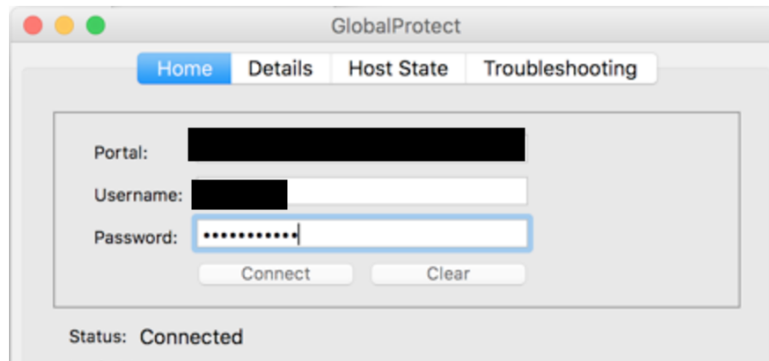 GlobalProtect
Home Details Host State Troubleshooting
Portal:
Username:
Password: •••••••••••
Connect Clear
Status: Connected